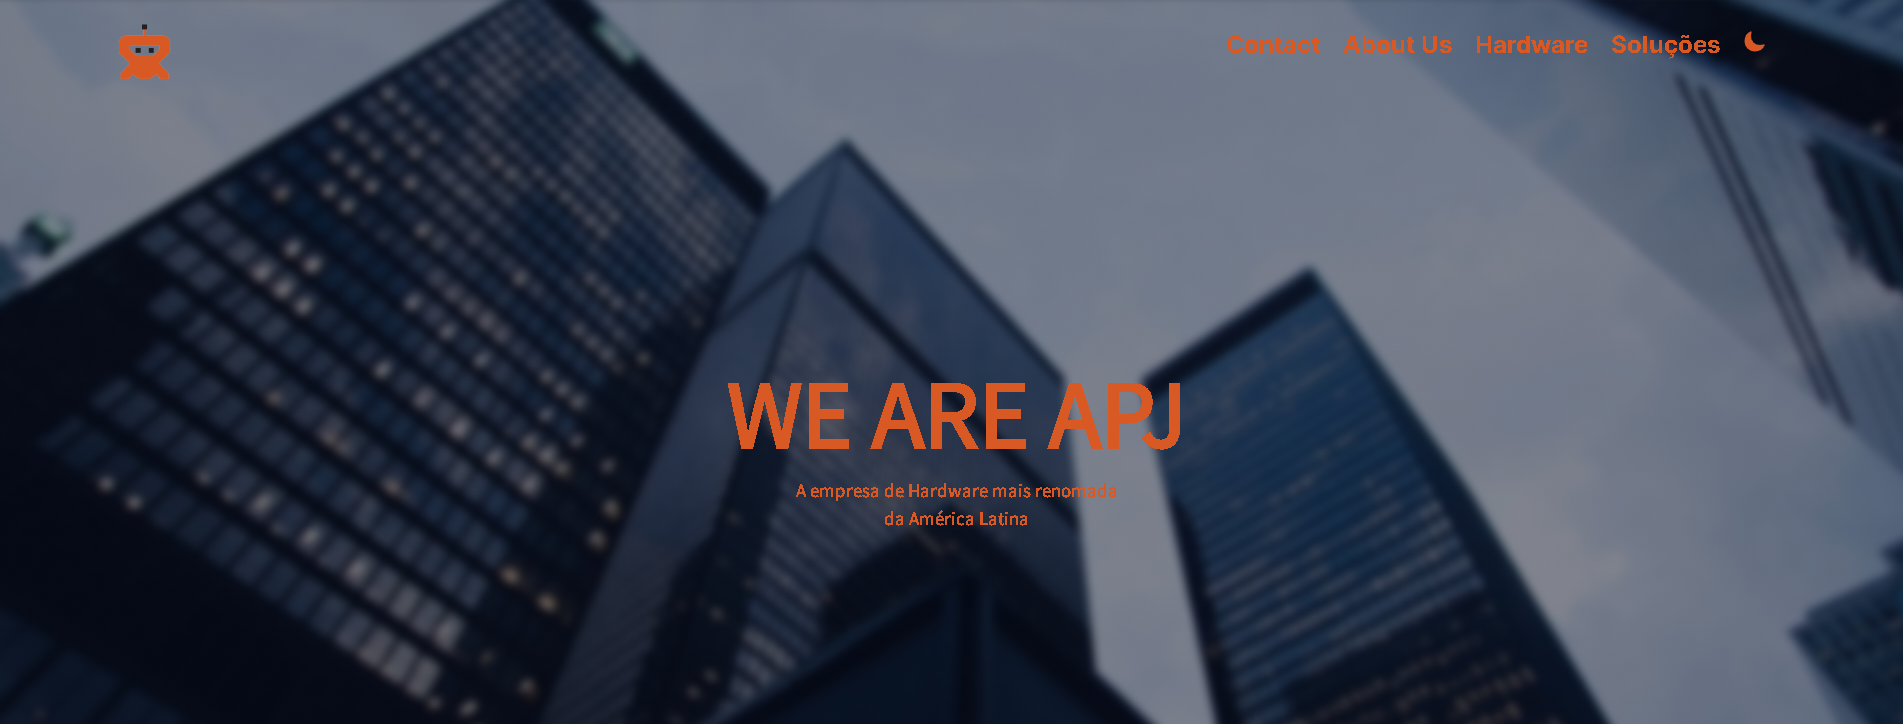 Contact About Us Hardware Soluções
WE ARE APJ
A empresa de Hardware mais renomada
da América Latina